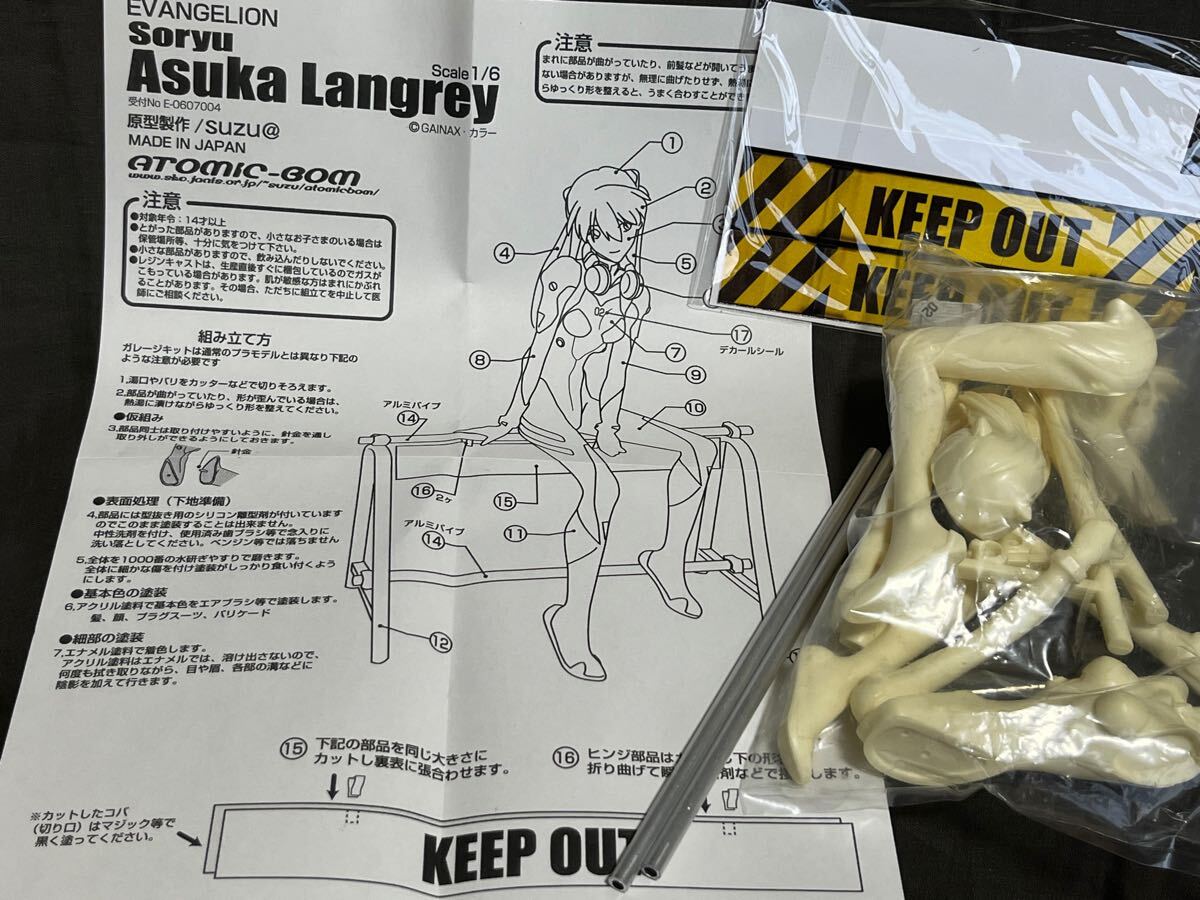 EVANGELION
Soryu
Asuka Langrey
Scale 1/6
受付No E-0607004
©GAINAX・カラー
原型製作/suzu@
MADE IN JAPAN
ATOMIC-BOM
注意
●対象年令：14才以上
●とがった部品がありますので、小さなお子さまのいる場合は
保管場所等、十分に気をつけて下さい。
●小さな部品がありますので、飲み込んだりしないでください。
●レジンキャストは、生産直後すぐに梱包しているのでガスが
こもっている場合があります。肌が敏感な方はまれにかぶれ
ることがあります。その場合、ただちに組立てを中止して医
師にご相談ください。
組み立て方
ガレージキットは通常のプラモデルとは異なり下記の
ような注意が必要です
1,湯口やバリをカッターなどで切りそろえます。
2,部品が曲がっていたり、形が歪んでいる場合は、
熱湯に漬けながらゆっくり形を整えてください。
●仮組み
3,部品同士は取り付けやすいように、針金を通し
取り外しができるようにしておきます。
針金
●表面処理（下地準備）
4,部品には型抜き用のシリコン離型剤が付いています
のでこのまま塗装することは出来ません。
中性洗剤を付け、使用済み歯ブラシ等で念入りに
洗い落としてください。ベンジン等では落ちません
5,全体を1000番の水研ぎやすりで磨きます。
全体に細かな傷を付け塗装がしっかり食い付くよう
にします。
●基本色の塗装
6,アクリル塗料で基本色をエアブラシ等で塗装します。
髪、顔、プラグスーツ、バリケード
●細部の塗装
7,エナメル塗料で着色します。
アクリル塗料はエナメルでは、溶け出さないので、
何度も拭き取りながら、目や眉、各部の溝などに
陰影を加えて行きます。
注意
まれに部品が曲がっていたり、前髪などが開いてう
ない場合がありますが、無理に曲げたりせず、熱湯
らゆっくり形を整えると、うまく合わすことができ
①
②
④
⑤
02
⑰
デカールシール
⑦
⑧
⑨
⑩
アルミパイプ
⑭
⑯ 2ヶ
⑮
アルミパイプ
⑭
⑪
⑫
⑮ 下記の部品を同じ大きさに
カットし裏表に張合わせます。
⑯ ヒンジ部品は
し下の形
折り曲げて瞬
剤などで接
します。
※カットしたコバ
（切り口）はマジック等で
黒く塗ってください。
KEEP OUT
KEEP OUT
KEEP OUT